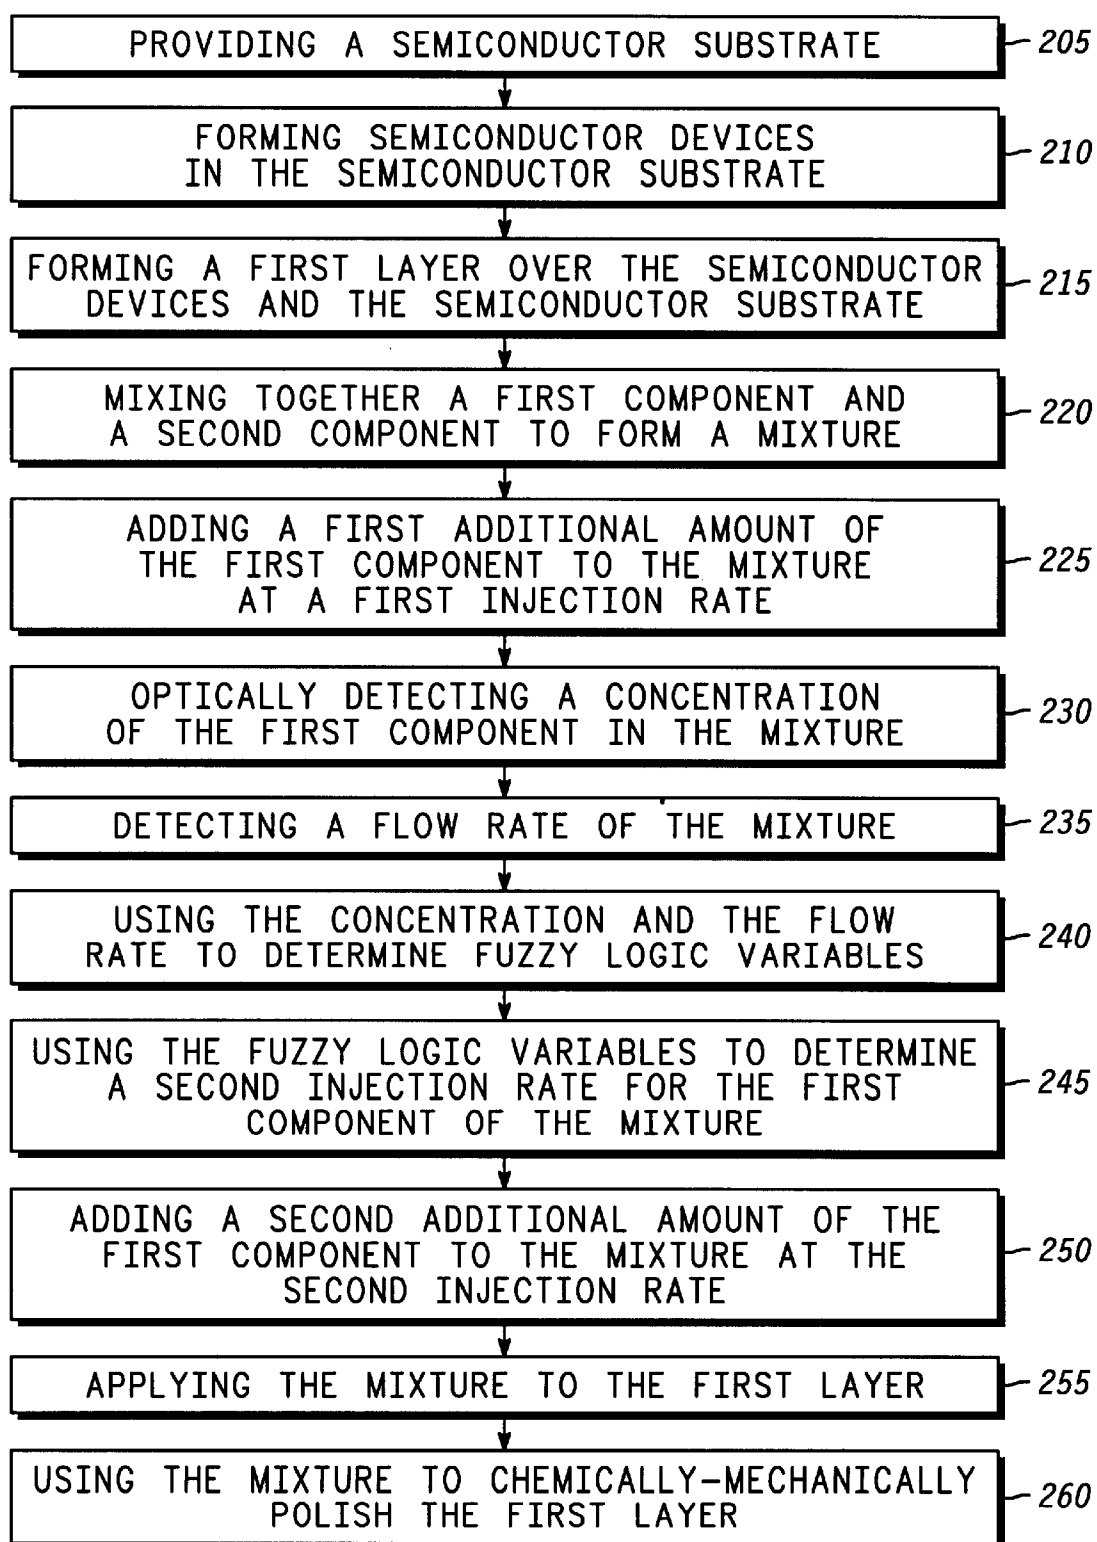 PROVIDING A SEMICONDUCTOR SUBSTRATE
205
FORMING SEMICONDUCTOR DEVICES
IN THE SEMICONDUCTOR SUBSTRATE
210
FORMING A FIRST LAYER OVER THE SEMICONDUCTOR
DEVICES AND THE SEMICONDUCTOR SUBSTRATE
215
MIXING TOGETHER A FIRST COMPONENT AND
A SECOND COMPONENT TO FORM A MIXTURE
220
ADDING A FIRST ADDITIONAL AMOUNT OF
THE FIRST COMPONENT TO THE MIXTURE
AT A FIRST INJECTION RATE
225
OPTICALLY DETECTING A CONCENTRATION
OF THE FIRST COMPONENT IN THE MIXTURE
230
DETECTING A FLOW RATE OF THE MIXTURE
235
USING THE CONCENTRATION AND THE FLOW
RATE TO DETERMINE FUZZY LOGIC VARIABLES
240
USING THE FUZZY LOGIC VARIABLES TO DETERMINE
A SECOND INJECTION RATE FOR THE FIRST
COMPONENT OF THE MIXTURE
245
ADDING A SECOND ADDITIONAL AMOUNT OF THE
FIRST COMPONENT TO THE MIXTURE AT THE
SECOND INJECTION RATE
250
APPLYING THE MIXTURE TO THE FIRST LAYER
255
USING THE MIXTURE TO CHEMICALLY-MECHANICALLY
POLISH THE FIRST LAYER
260